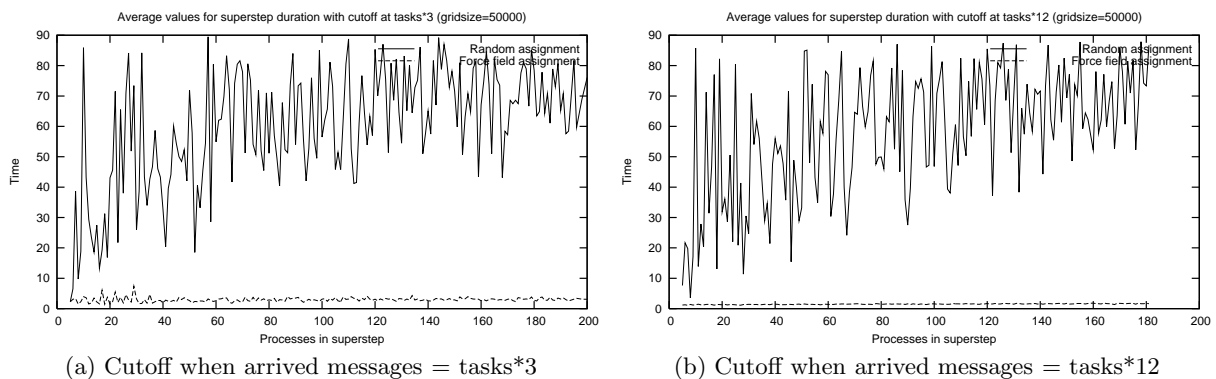 Average values for superstep duration with cutoff at tasks*3 (gridsize=50000)
90
80
70
60
50
40
30
20
10
0
Time
Random assignment
Force field assignment
0 20 40 60 80 100 120 140 160 180 200
Processes in superstep
(a) Cutoff when arrived messages = tasks*3
Average values for superstep duration with cutoff at tasks*12 (gridsize=50000)
90
80
70
60
50
40
30
20
10
0
Time
Random assignment
Force field assignment
0 20 40 60 80 100 120 140 160 180 200
Processes in superstep
(b) Cutoff when arrived messages = tasks*12